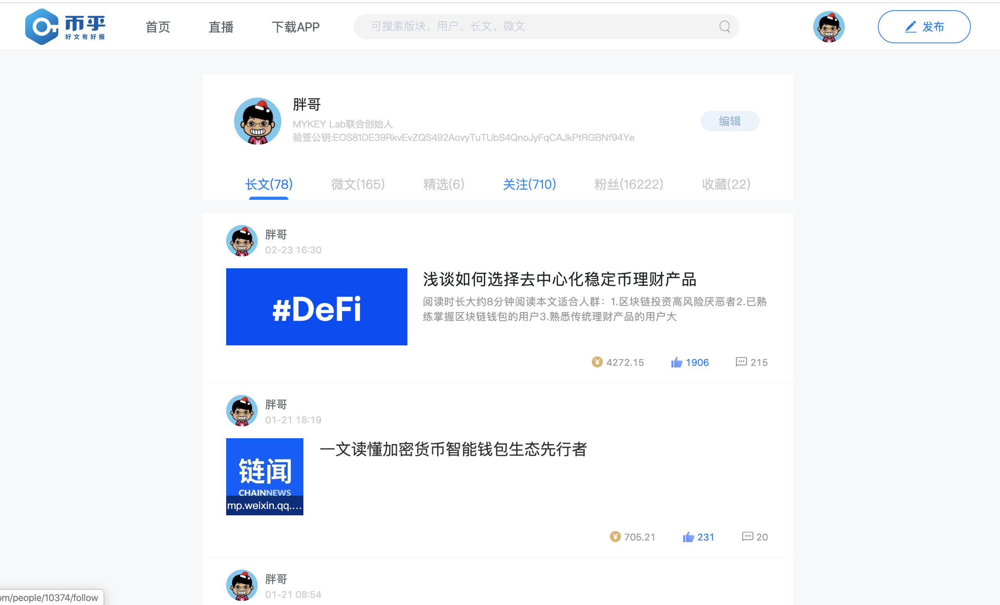 币乎
好文有好报
首页
直播
下载APP
可搜索版块、用户、长文、微文
发布
胖哥
MYKEY Lab联合创始人
验签公钥:EOS81DE39RkvEvZQS492AovyTuTUbS4QnoJyFqCAJkPtRGBNf94Ye
编辑
长文(78)
微文(165)
精选(6)
关注(710)
粉丝(16222)
收藏(22)
胖哥
02-23 16:30
#DeFi
浅谈如何选择去中心化稳定币理财产品
阅读时长大约8分钟阅读本文适合人群：1.区块链投资高风险厌恶者2.已熟
练掌握区块链钱包的用户3.熟悉传统理财产品的用户大
¥ 4272.15
1906
215
胖哥
01-21 18:19
链闻
CHAINNEWS
mp.weixin.qq....
一文读懂加密货币智能钱包生态先行者
¥ 705.21
231
20
胖哥
01-21 08:54
om/people/10374/follow